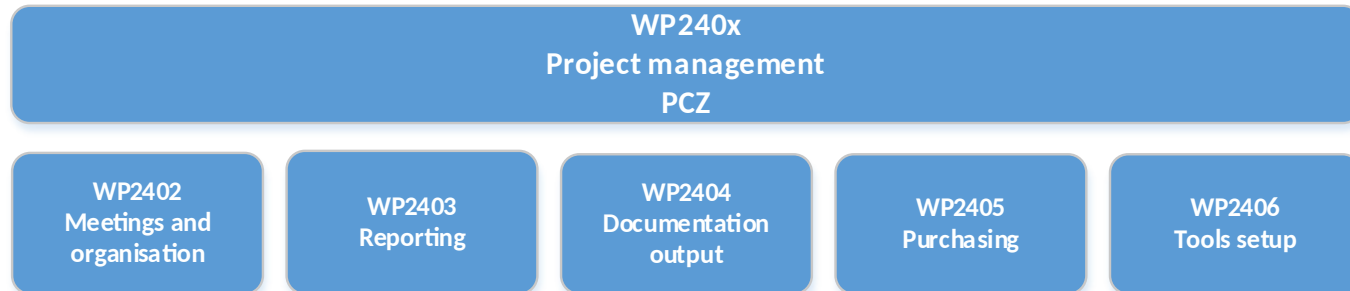 WP240x
Project management
PCZ
WP2402
Meetings and
organisation
WP2403
Reporting
WP2404
Documentation
output
WP2405
Purchasing
WP2406
Tools setup